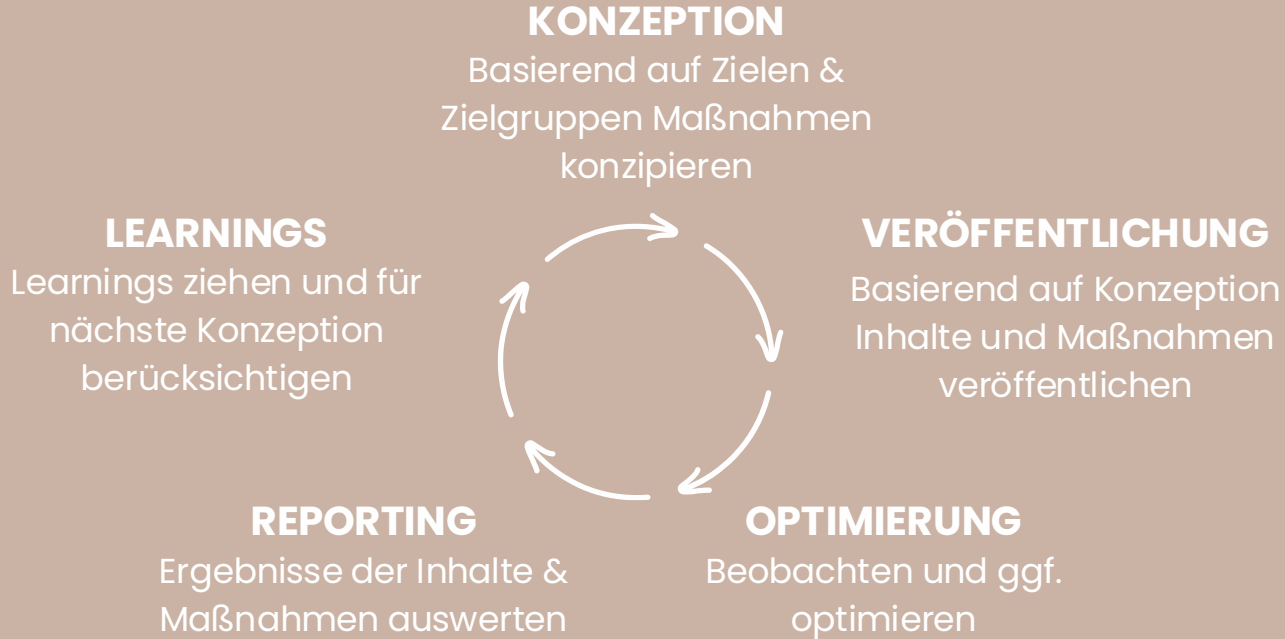 KONZEPTION
Basierend auf Zielen &
Zielgruppen Maßnahmen
konzipieren
VERÖFFENTLICHUNG
Basierend auf Konzeption
Inhalte und Maßnahmen
veröffentlichen
OPTIMIERUNG
Beobachten und ggf.
optimieren
REPORTING
Ergebnisse der Inhalte &
Maßnahmen auswerten
LEARNINGS
Learnings ziehen und für
nächste Konzeption
berücksichtigen